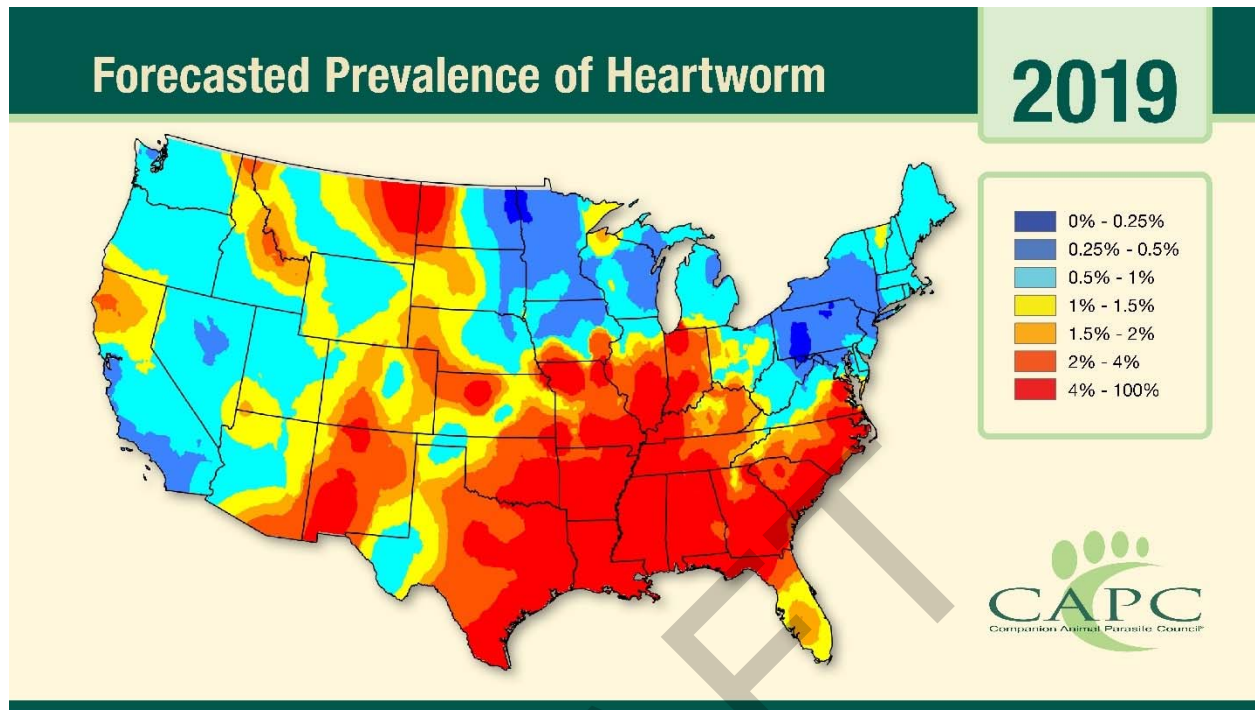 Forecasted Prevalence of Heartworm
2019
0% - 0.25%
0.25% - 0.5%
0.5% - 1%
1% - 1.5%
1.5% - 2%
2% - 4%
4% - 100%
CAPC
Companion Animal Parasite Council